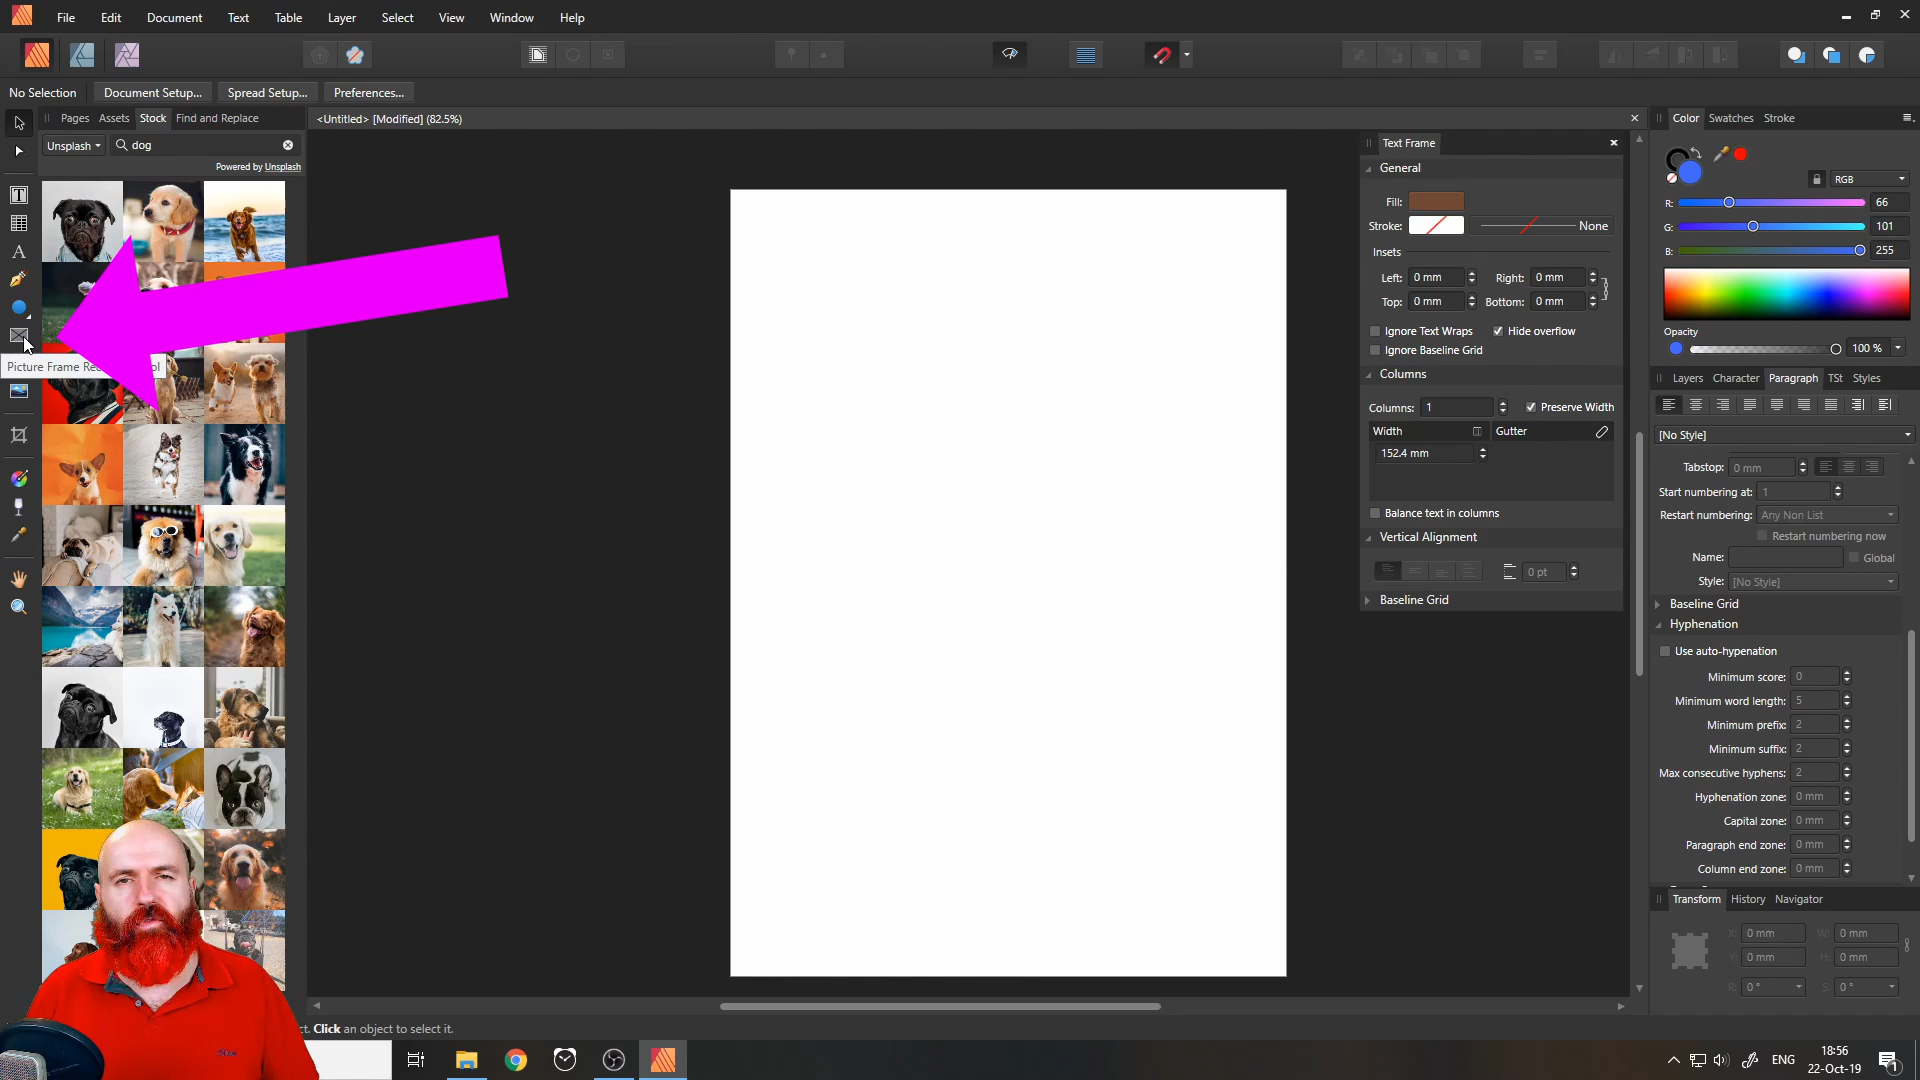 File Edit Document Text Table Layer Select View Window Help
No Selection Document Setup... Spread Setup... Preferences...
Pages Assets Stock Find and Replace
<Untitled> [Modified] (82.5%)
Unsplash dog
Powered by Unsplash
Picture Frame
Text Frame
General
Fill:
Stroke: None
Insets
Left: 0 mm Right: 0 mm
Top: 0 mm Bottom: 0 mm
Ignore Text Wraps Hide overflow
Ignore Baseline Grid
Columns
Columns: 1 Preserve Width
Width Gutter
152.4 mm
Balance text in columns
Vertical Alignment
0 pt
Baseline Grid
Color Swatches Stroke
RGB
R: 66
G: 101
B: 255
Opacity
100 %
Layers Character Paragraph TSt Styles
[No Style]
Tabstop: 0 mm
Start numbering at: 1
Restart numbering: Any Non List
Restart numbering now
Name: Global
Style: [No Style]
Baseline Grid
Hyphenation
Use auto-hypenation
Minimum score: 0
Minimum word length: 5
Minimum prefix: 2
Minimum suffix: 2
Max consecutive hyphens: 2
Hyphenation zone: 0 mm
Capital zone: 0 mm
Paragraph end zone: 0 mm
Column end zone: 0 mm
Transform History Navigator
X: 0 mm W: 0 mm
Y: 0 mm H: 0 mm
R: 0 ° S: 0 °
Click an object to select it.
ENG
18:56
22-Oct-19
1